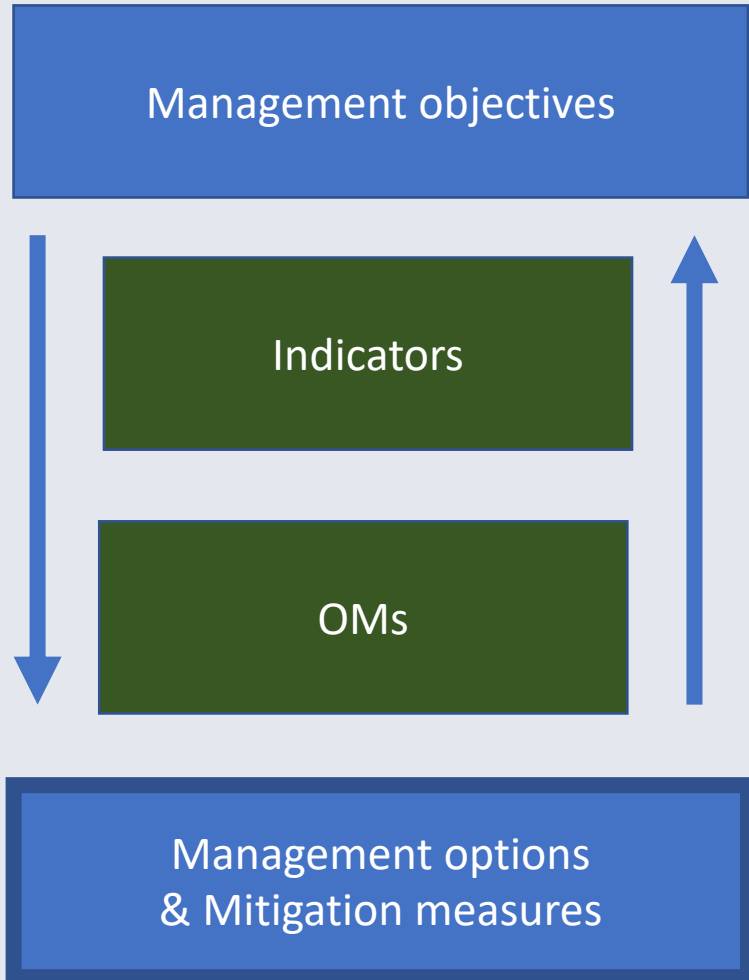 Management objectives
Indicators
OMs
Management options
& Mitigation measures